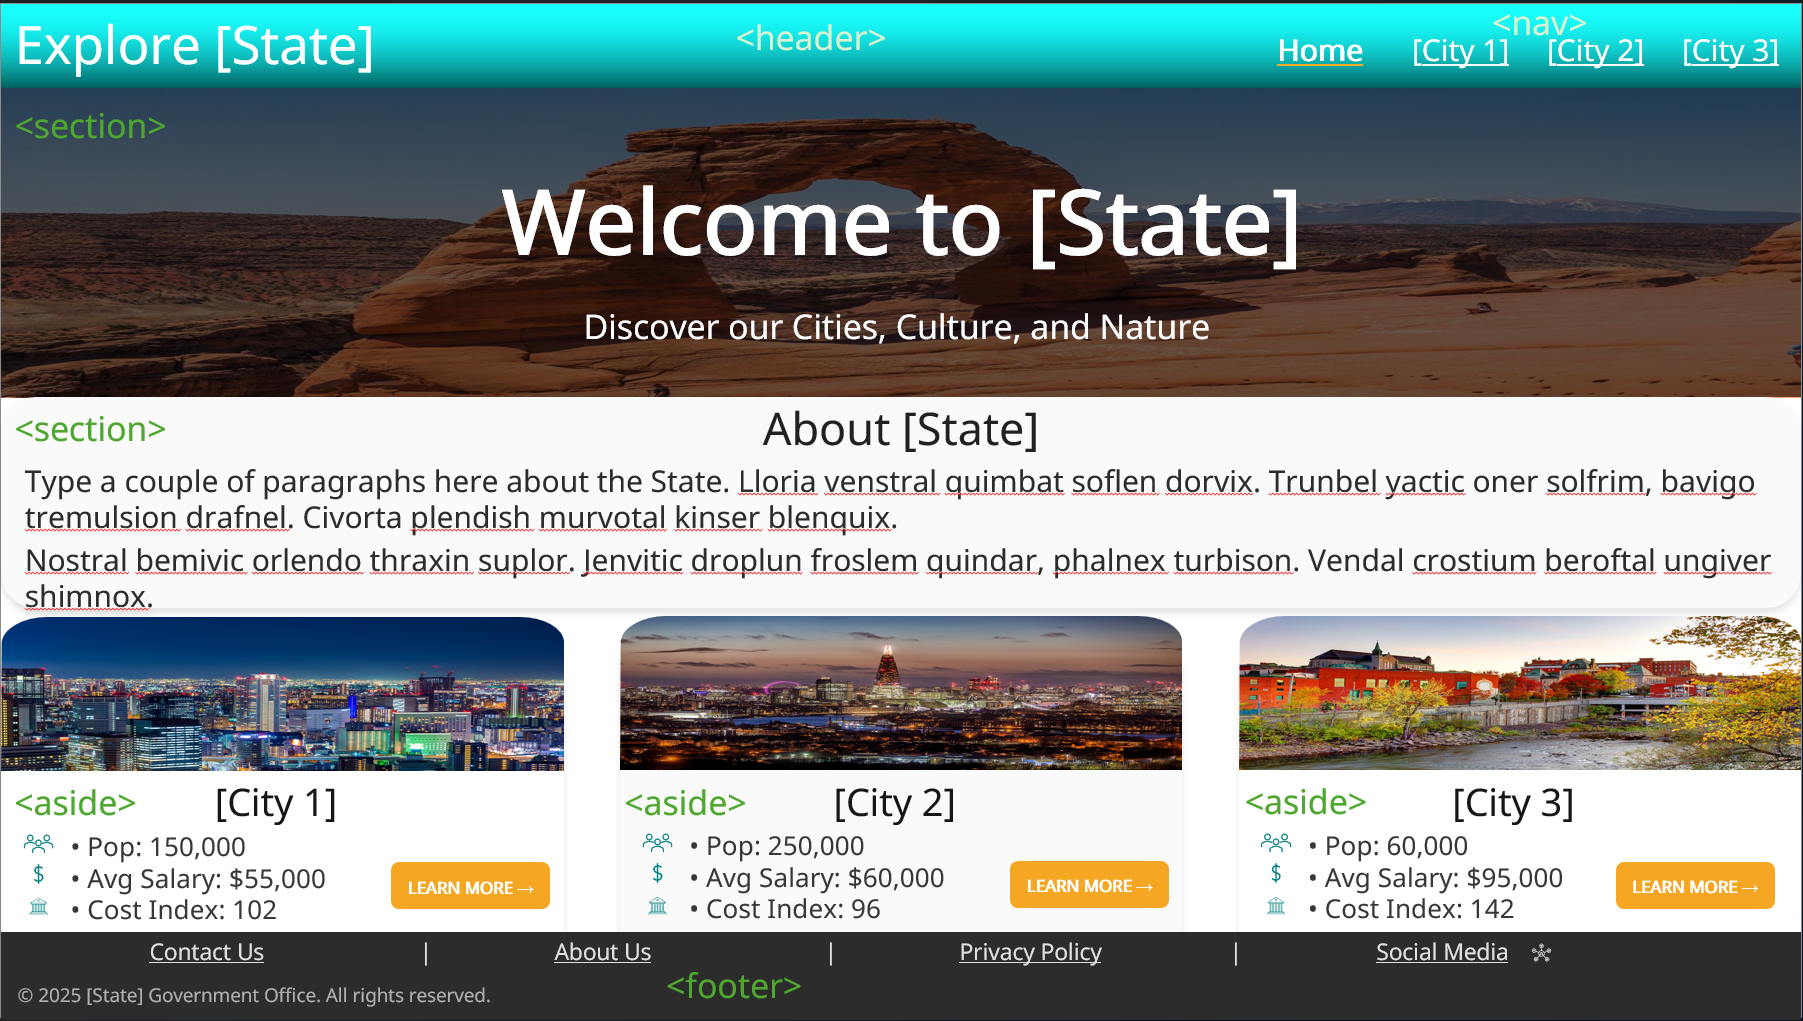 Explore [State]
<header>
<nav>
Home [City 1] [City 2] [City 3]
<section>
Welcome to [State]
Discover our Cities, Culture, and Nature
<section>
About [State]
Type a couple of paragraphs here about the State. Lloria venstral quimbat soflen dorvix. Trunbel yactic oner solfrim, bavigo
tremulsion drafnel. Civorta plendish murvotal kinser blenquix.
Nostral bemivic orlendo thraxin suplor. Jenvitic droplun froslem quindar, phalnex turbison. Vendal crostium beroftal ungiver
shimnox.
<aside>
[City 1]
• Pop: 150,000
• Avg Salary: $55,000
• Cost Index: 102
LEARN MORE→
<aside>
[City 2]
• Pop: 250,000
• Avg Salary: $60,000
• Cost Index: 96
LEARN MORE→
<aside>
[City 3]
• Pop: 60,000
• Avg Salary: $95,000
• Cost Index: 142
LEARN MORE→
Contact Us | About Us | Privacy Policy | Social Media
<footer>
© 2025 [State] Government Office. All rights reserved.